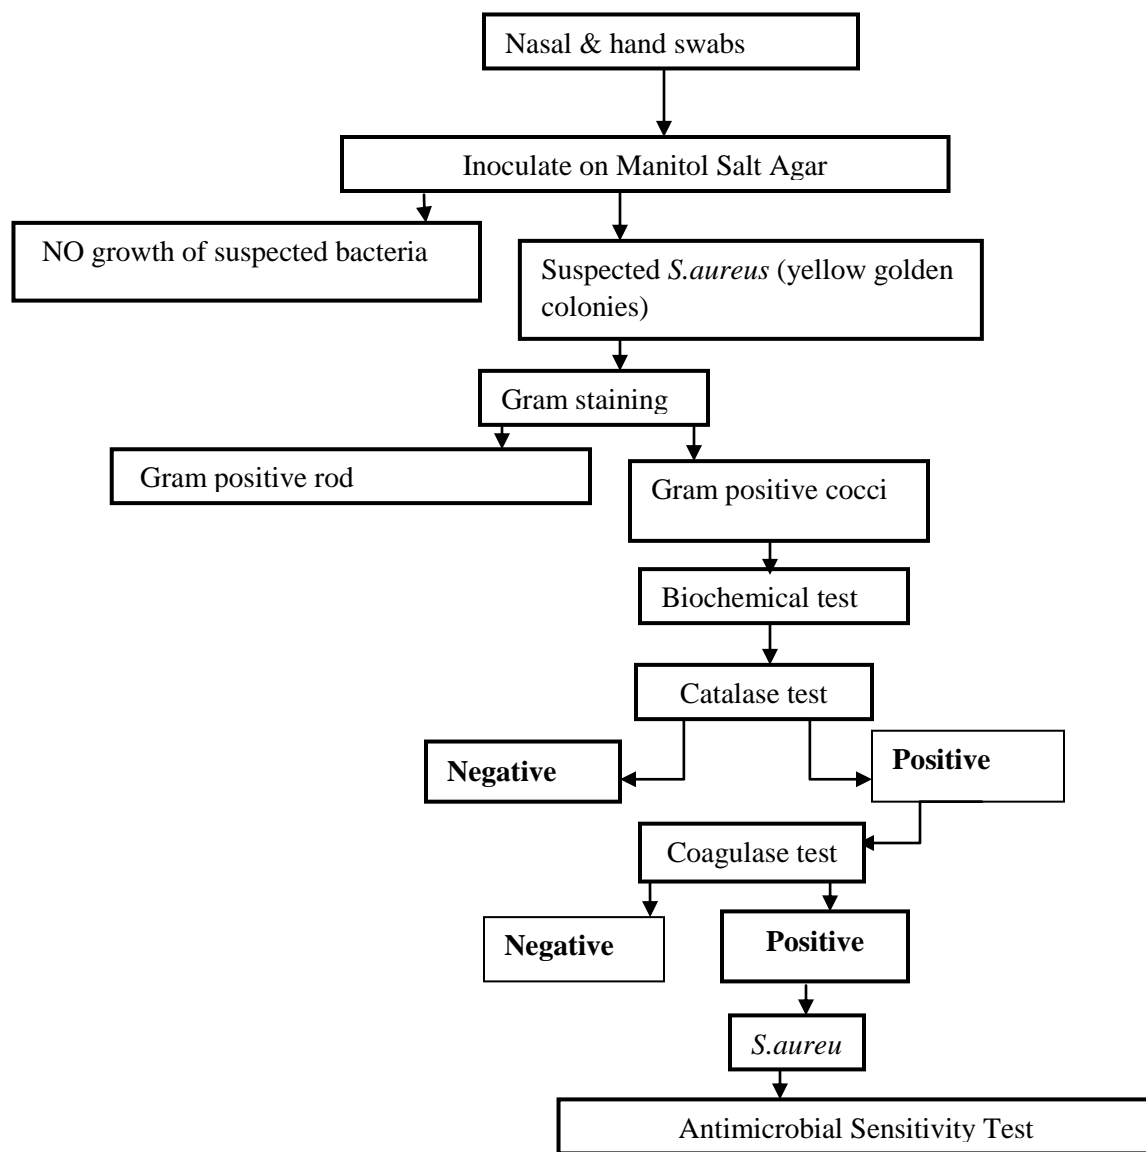 Nasal & hand swabs
Inoculate on Manitol Salt Agar
NO growth of suspected bacteria
Suspected S.aureus (yellow golden
colonies)
Gram staining
Gram positive rod
Gram positive cocci
Biochemical test
Catalase test
Negative
Positive
Coagulase test
Negative
Positive
S.aureu
Antimicrobial Sensitivity Test